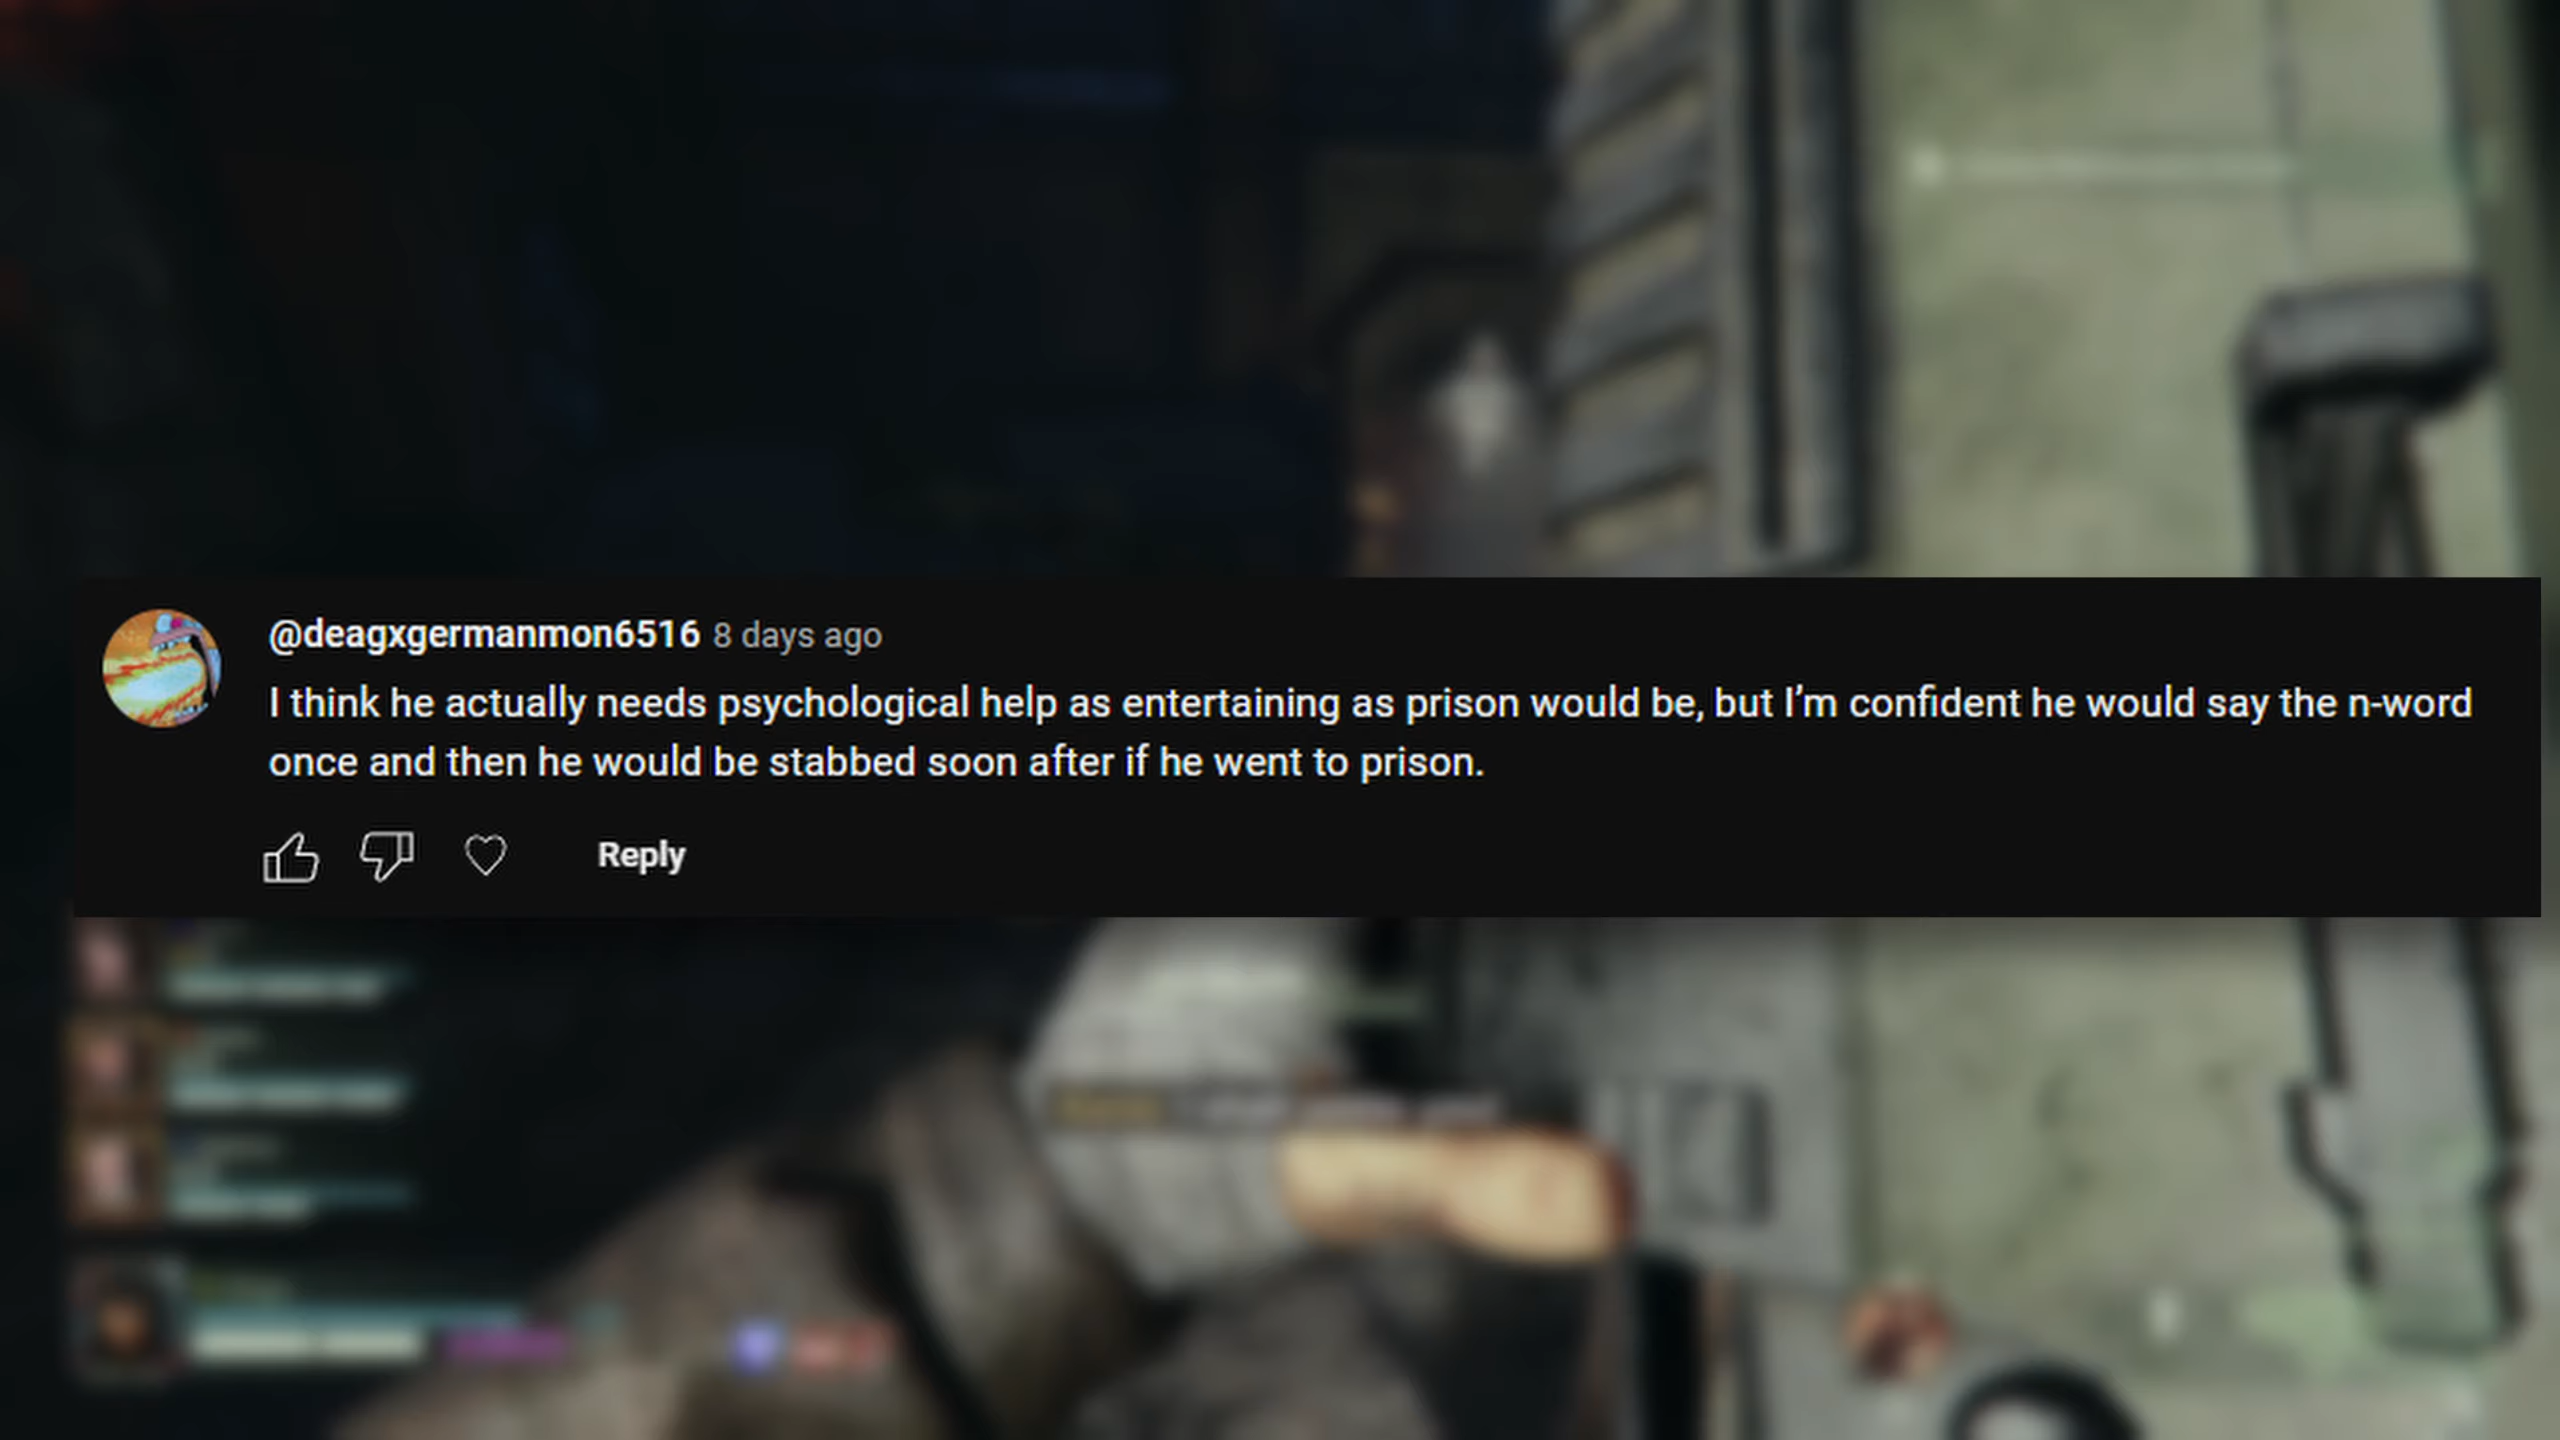 @deagxgermanmon6516 8 days ago
I think he actually needs psychological help as entertaining as prison would be, but I’m confident he would say the n-word
once and then he would be stabbed soon after if he went to prison.
Reply